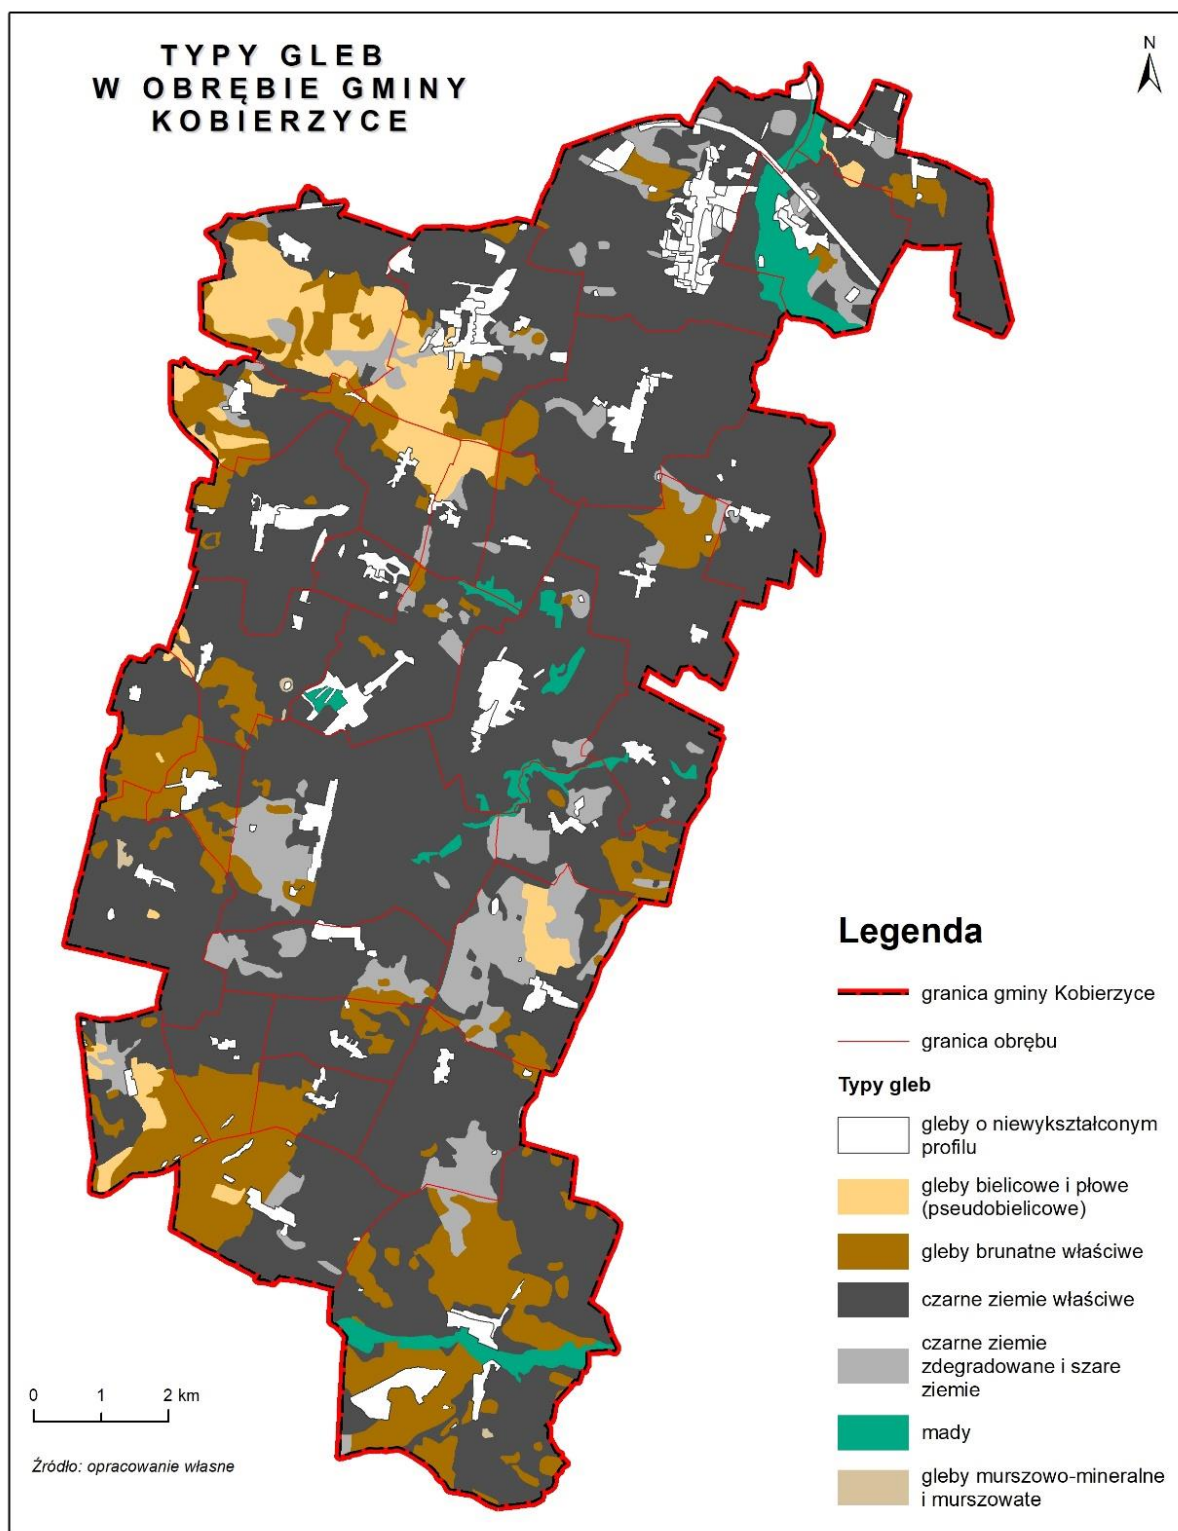 TYPY GLEB
W OBRĘBIE GMINY
KOBIERZYCE
N
Legenda
granica gminy Kobierzyce
granica obrębu
Typy gleb
gleby o niewykształconym
profilu
gleby bielicowe i płowe
(pseudobielicowe)
gleby brunatne właściwe
czarne ziemie właściwe
czarne ziemie
zdegradowane i szare
ziemie
mady
gleby murszowo-mineralne
i murszowate
0 1 2 km
Źródło: opracowanie własne